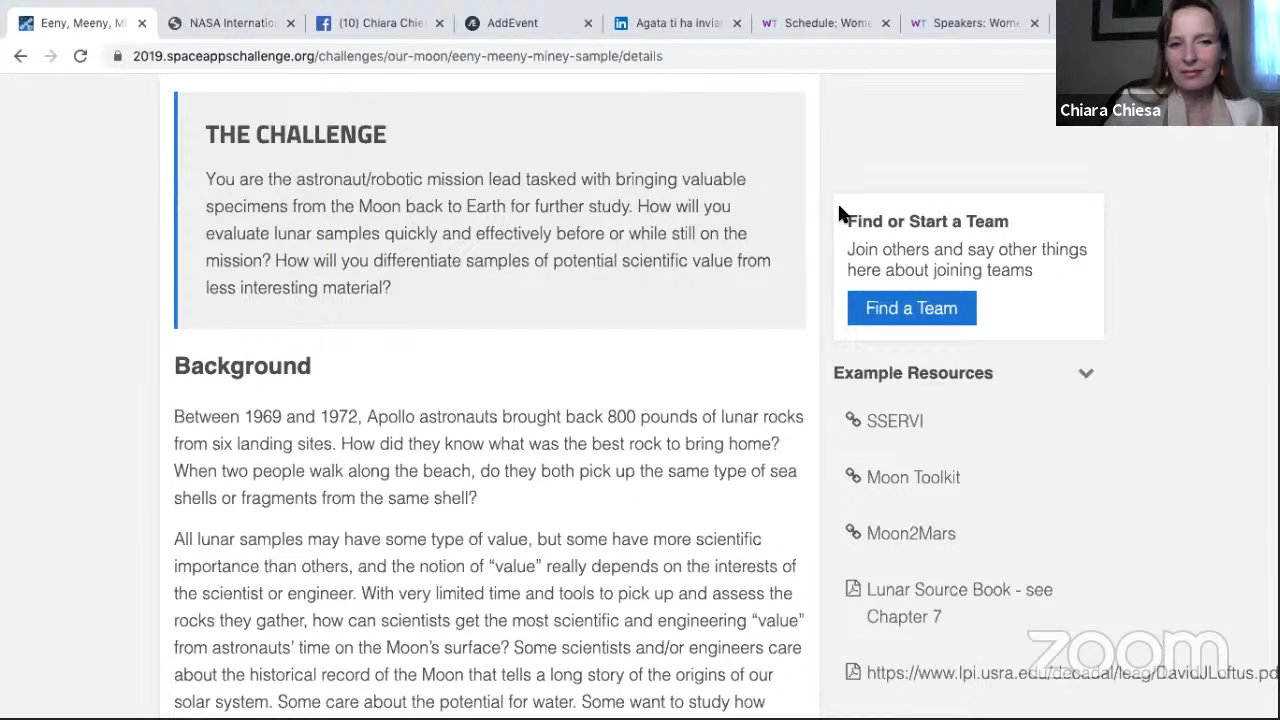 Eeny, Meeny, Mi
NASA Internatio
(10) Chiara Chie
AddEvent
Agata ti ha invia
Schedule: Wome
Speakers: Wome
2019.spaceappschallenge.org/challenges/our-moon/eeny-meeny-miney-sample/details
Chiara Chiesa
THE CHALLENGE
You are the astronaut/robotic mission lead tasked with bringing valuable
specimens from the Moon back to Earth for further study. How will you
evaluate lunar samples quickly and effectively before or while still on the
mission? How will you differentiate samples of potential scientific value from
less interesting material?
Background
Between 1969 and 1972, Apollo astronauts brought back 800 pounds of lunar rocks
from six landing sites. How did they know what was the best rock to bring home?
When two people walk along the beach, do they both pick up the same type of sea
shells or fragments from the same shell?
All lunar samples may have some type of value, but some have more scientific
importance than others, and the notion of “value” really depends on the interests of
the scientist or engineer. With very limited time and tools to pick up and assess the
rocks they gather, how can scientists get the most scientific and engineering “value”
from astronauts’ time on the Moon’s surface? Some scientists and/or engineers care
about the historical record of the Moon that tells a long story of the origins of our
solar system. Some care about the potential for water. Some want to study how
Find or Start a Team
Join others and say other things
here about joining teams
Find a Team
Example Resources
SSERVI
Moon Toolkit
Moon2Mars
Lunar Source Book - see
Chapter 7
https://www.lpi.usra.edu/decadal/leag/DavidJLoftus.pd
zoom